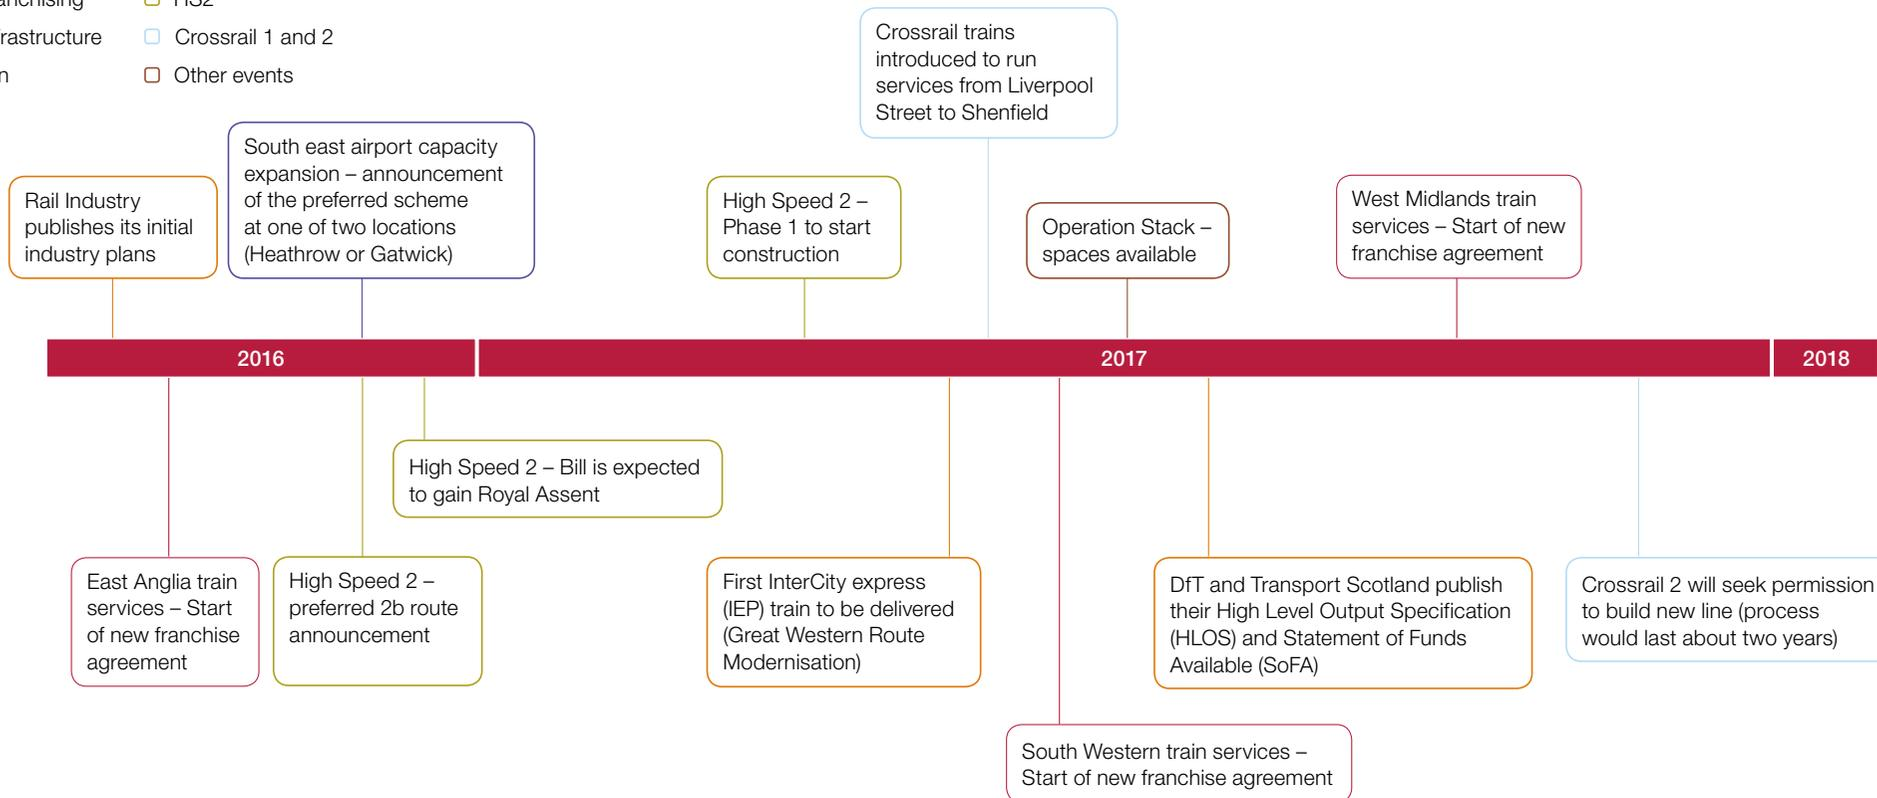 Crossrail 1 and 2
Other events
Crossrail trains
introduced to run
services from Liverpool
Street to Shenfield
South east airport capacity
expansion – announcement
of the preferred scheme
at one of two locations
(Heathrow or Gatwick)
Rail Industry
publishes its initial
industry plans
High Speed 2 –
Phase 1 to start
construction
Operation Stack –
spaces available
West Midlands train
services – Start of new
franchise agreement
2016
2017
2018
High Speed 2 – Bill is expected
to gain Royal Assent
East Anglia train
services – Start
of new franchise
agreement
High Speed 2 –
preferred 2b route
announcement
First InterCity express
(IEP) train to be delivered
(Great Western Route
Modernisation)
DfT and Transport Scotland publish
their High Level Output Specification
(HLOS) and Statement of Funds
Available (SoFA)
Crossrail 2 will seek permission
to build new line (process
would last about two years)
South Western train services –
Start of new franchise agreement